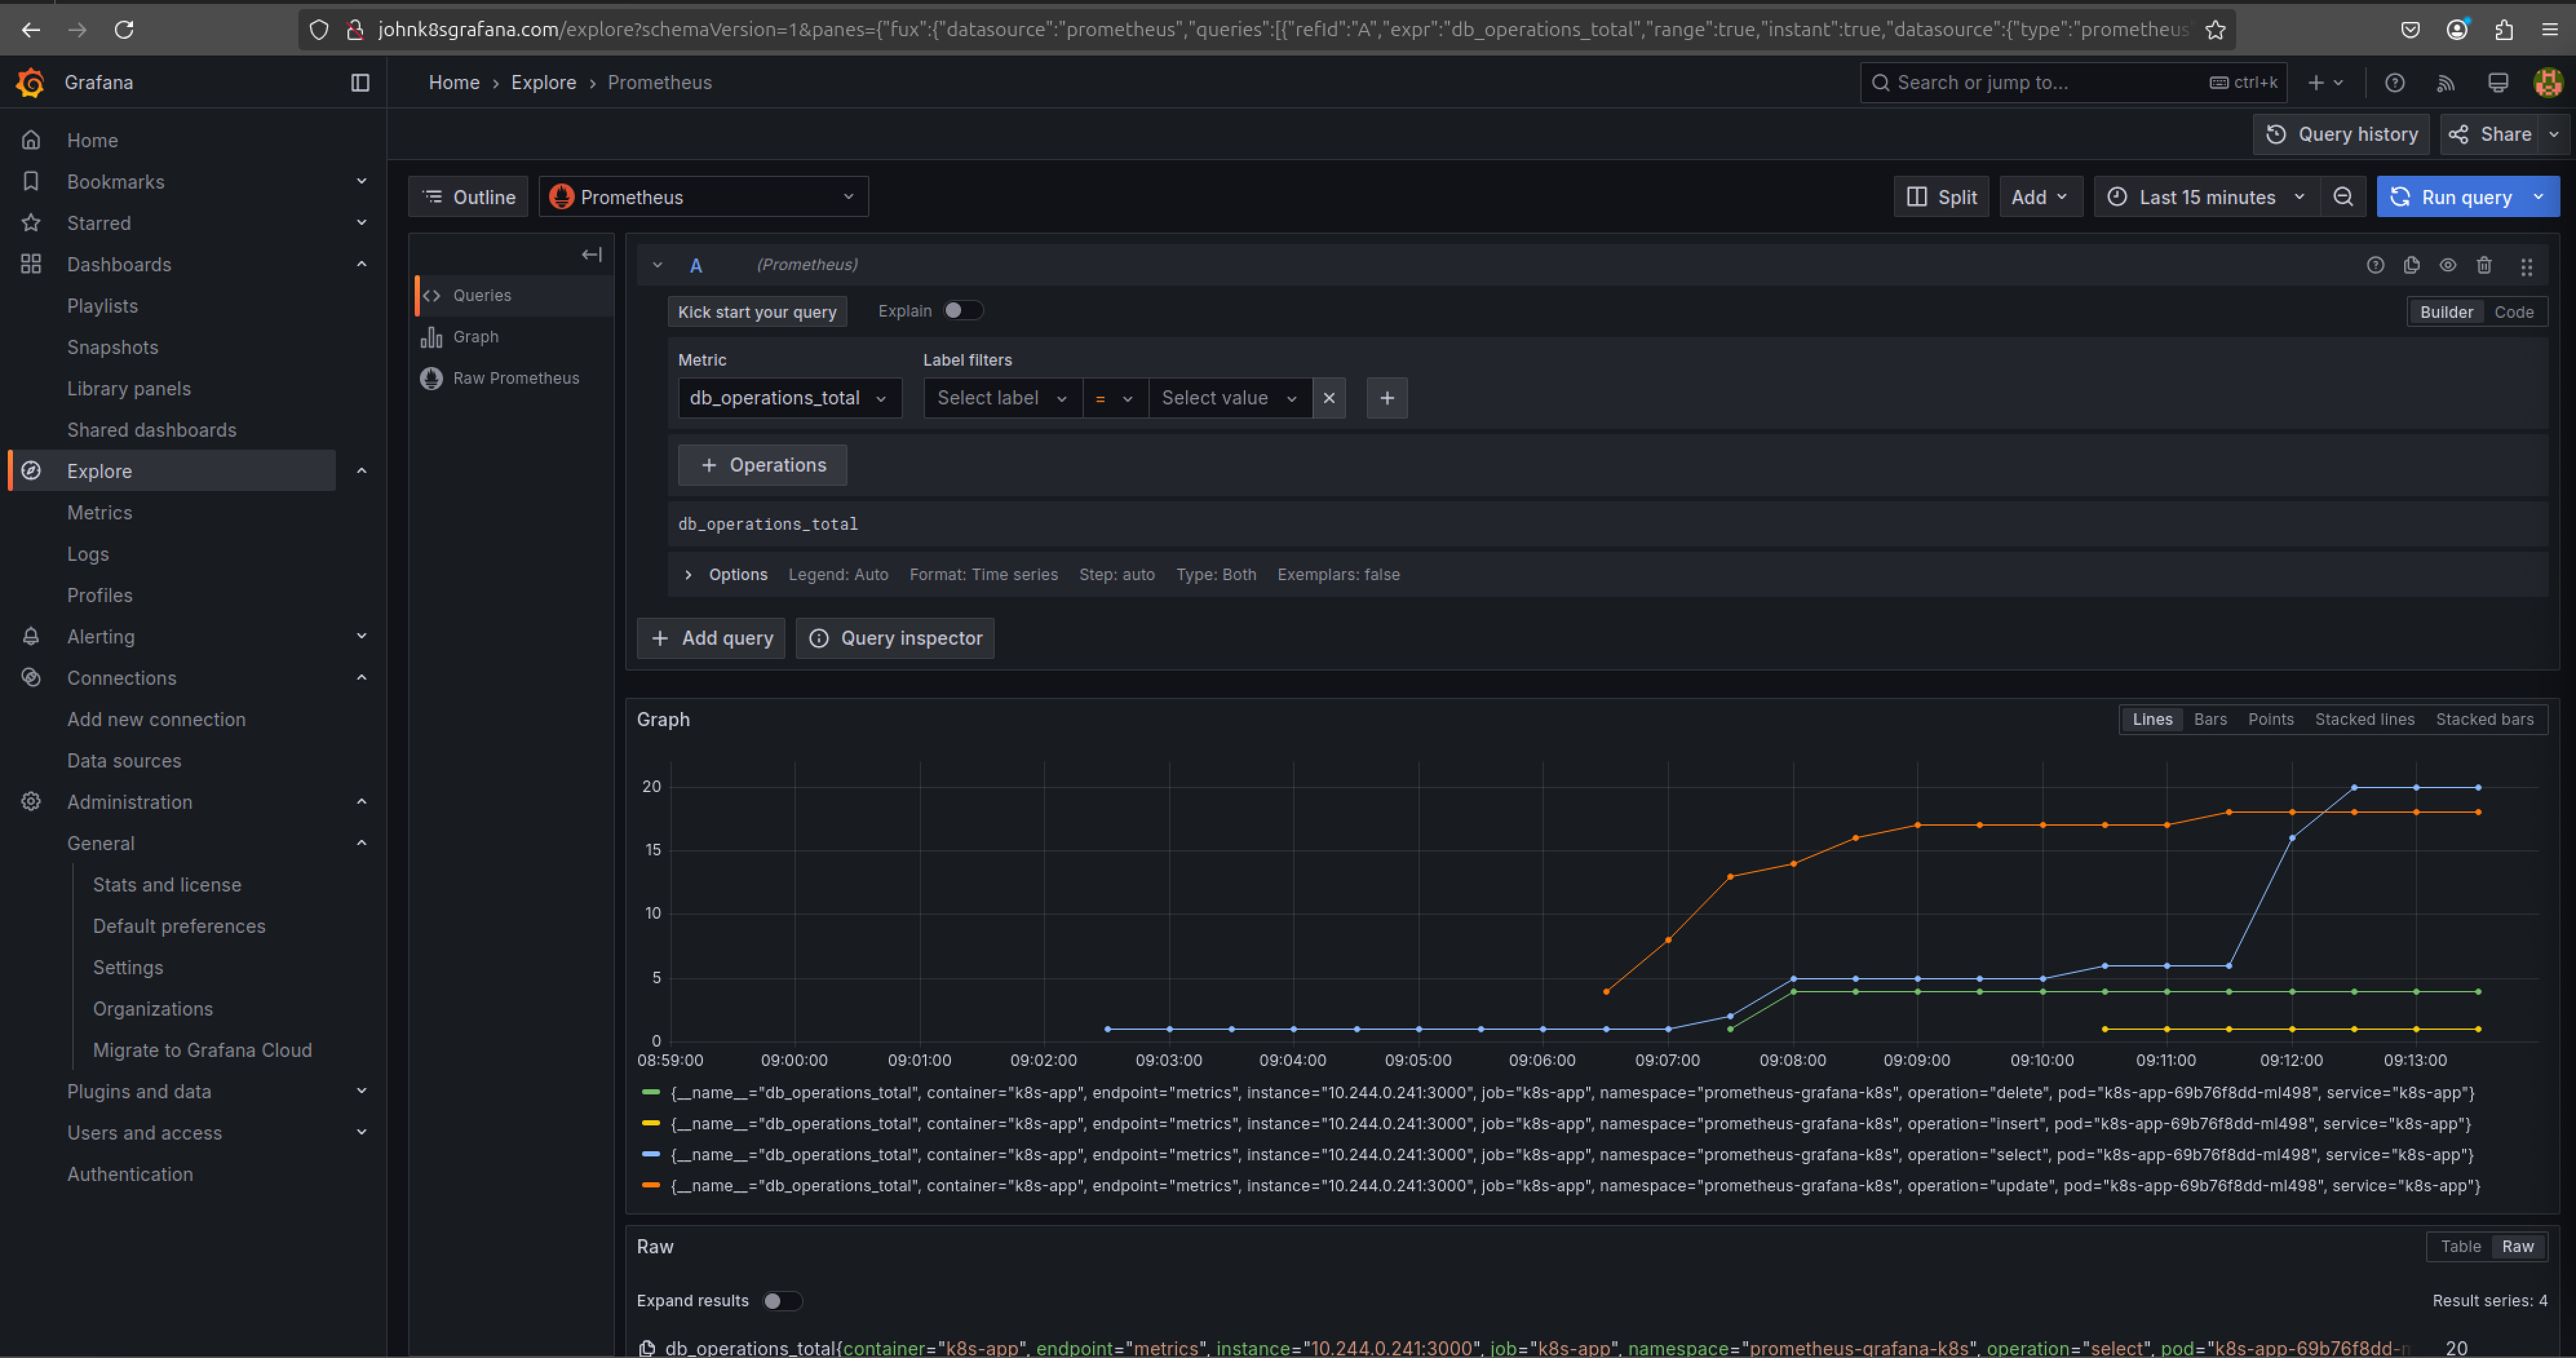 johnk8sgrafana.com/explore?schemaVersion=1&panes={"fux":{"datasource":"prometheus","queries":[{"refId":"A","expr":"db_operations_total","range":true,"instant":true,"datasource":{"type":"prometheus"
Grafana
Home › Explore › Prometheus
Search or jump to...
ctrl+k
Query history
Share
Home
Bookmarks
Starred
Dashboards
Playlists
Snapshots
Library panels
Shared dashboards
Explore
Metrics
Logs
Profiles
Alerting
Connections
Add new connection
Data sources
Administration
General
Stats and license
Default preferences
Settings
Organizations
Migrate to Grafana Cloud
Plugins and data
Users and access
Authentication
Outline
Prometheus
Split
Add
Last 15 minutes
Run query
Queries
Graph
Raw Prometheus
A (Prometheus)
Kick start your query
Explain
Builder Code
Metric Label filters
db_operations_total Select label = Select value
+ Operations
db_operations_total
Options Legend: Auto Format: Time series Step: auto Type: Both Exemplars: false
+ Add query
Query inspector
Graph
Lines Bars Points Stacked lines Stacked bars
20
15
10
5
0
08:59:00 09:00:00 09:01:00 09:02:00 09:03:00 09:04:00 09:05:00 09:06:00 09:07:00 09:08:00 09:09:00 09:10:00 09:11:00 09:12:00 09:13:00
{__name__="db_operations_total", container="k8s-app", endpoint="metrics", instance="10.244.0.241:3000", job="k8s-app", namespace="prometheus-grafana-k8s", operation="delete", pod="k8s-app-69b76f8dd-ml498", service="k8s-app"}
{__name__="db_operations_total", container="k8s-app", endpoint="metrics", instance="10.244.0.241:3000", job="k8s-app", namespace="prometheus-grafana-k8s", operation="insert", pod="k8s-app-69b76f8dd-ml498", service="k8s-app"}
{__name__="db_operations_total", container="k8s-app", endpoint="metrics", instance="10.244.0.241:3000", job="k8s-app", namespace="prometheus-grafana-k8s", operation="select", pod="k8s-app-69b76f8dd-ml498", service="k8s-app"}
{__name__="db_operations_total", container="k8s-app", endpoint="metrics", instance="10.244.0.241:3000", job="k8s-app", namespace="prometheus-grafana-k8s", operation="update", pod="k8s-app-69b76f8dd-ml498", service="k8s-app"}
Raw
Table Raw
Expand results
Result series: 4
db_operations_total{container="k8s-app", endpoint="metrics", instance="10.244.0.241:3000", job="k8s-app", namespace="prometheus-grafana-k8s", operation="select", pod="k8s-app-69b76f8dd- 20